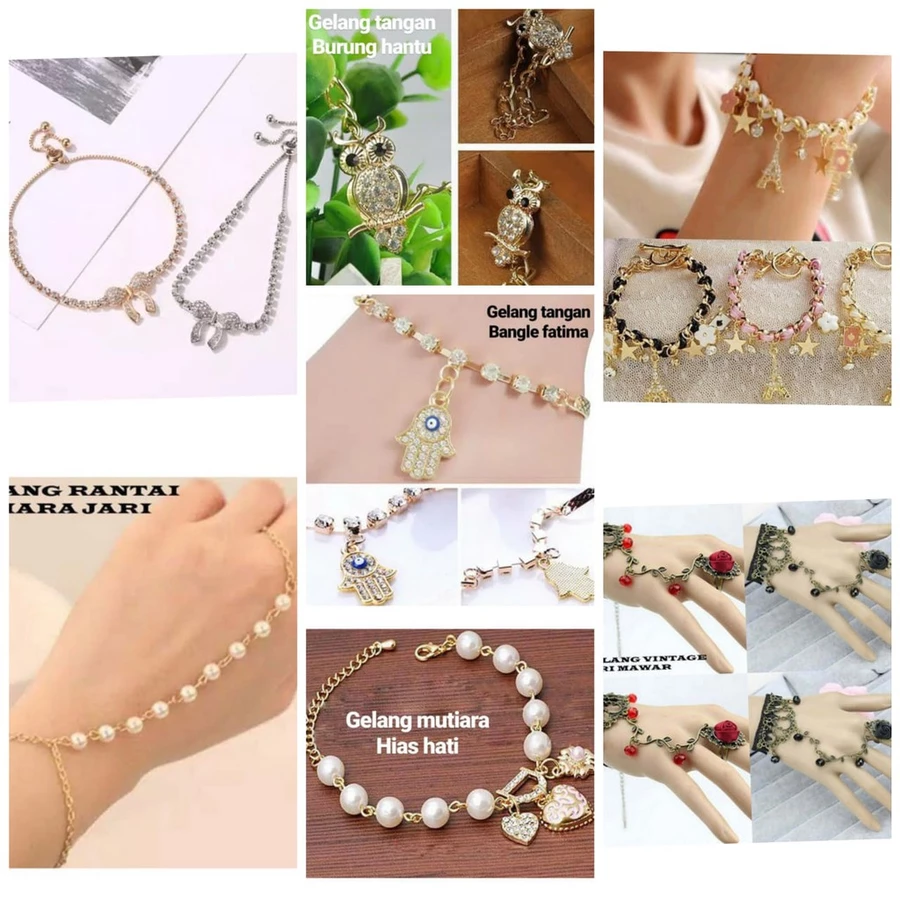 Gelang tangan
Burung hantu
Gelang tangan
Bangle fatima
ANG RANTAI
IARA JARI
LANG VINTAGE
RI MAWAR
Gelang mutiara
Hias hati